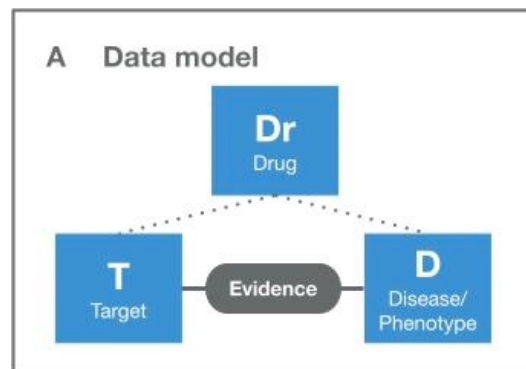 A Data model
Dr
Drug
T
Target
Evidence
D
Disease/
Phenotype